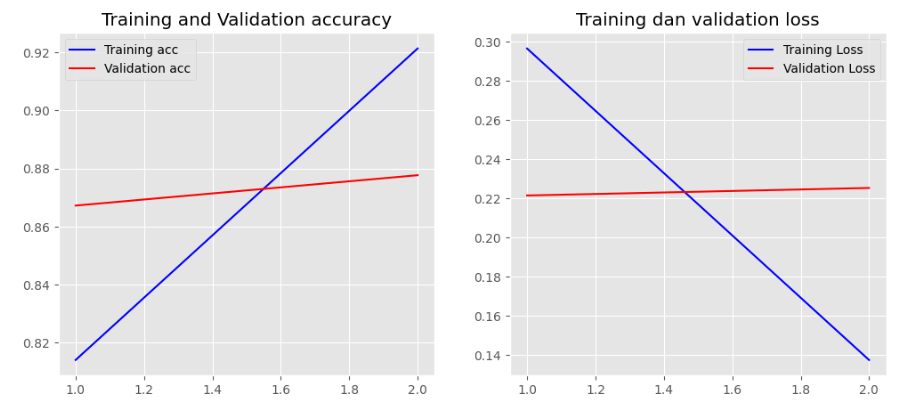 Training and Validation accuracy
Training acc
Validation acc
0.92
0.90
0.88
0.86
0.84
0.82
1.0 1.2 1.4 1.6 1.8 2.0
Training dan validation loss
Training Loss
Validation Loss
0.30
0.28
0.26
0.24
0.22
0.20
0.18
0.16
0.14
1.0 1.2 1.4 1.6 1.8 2.0